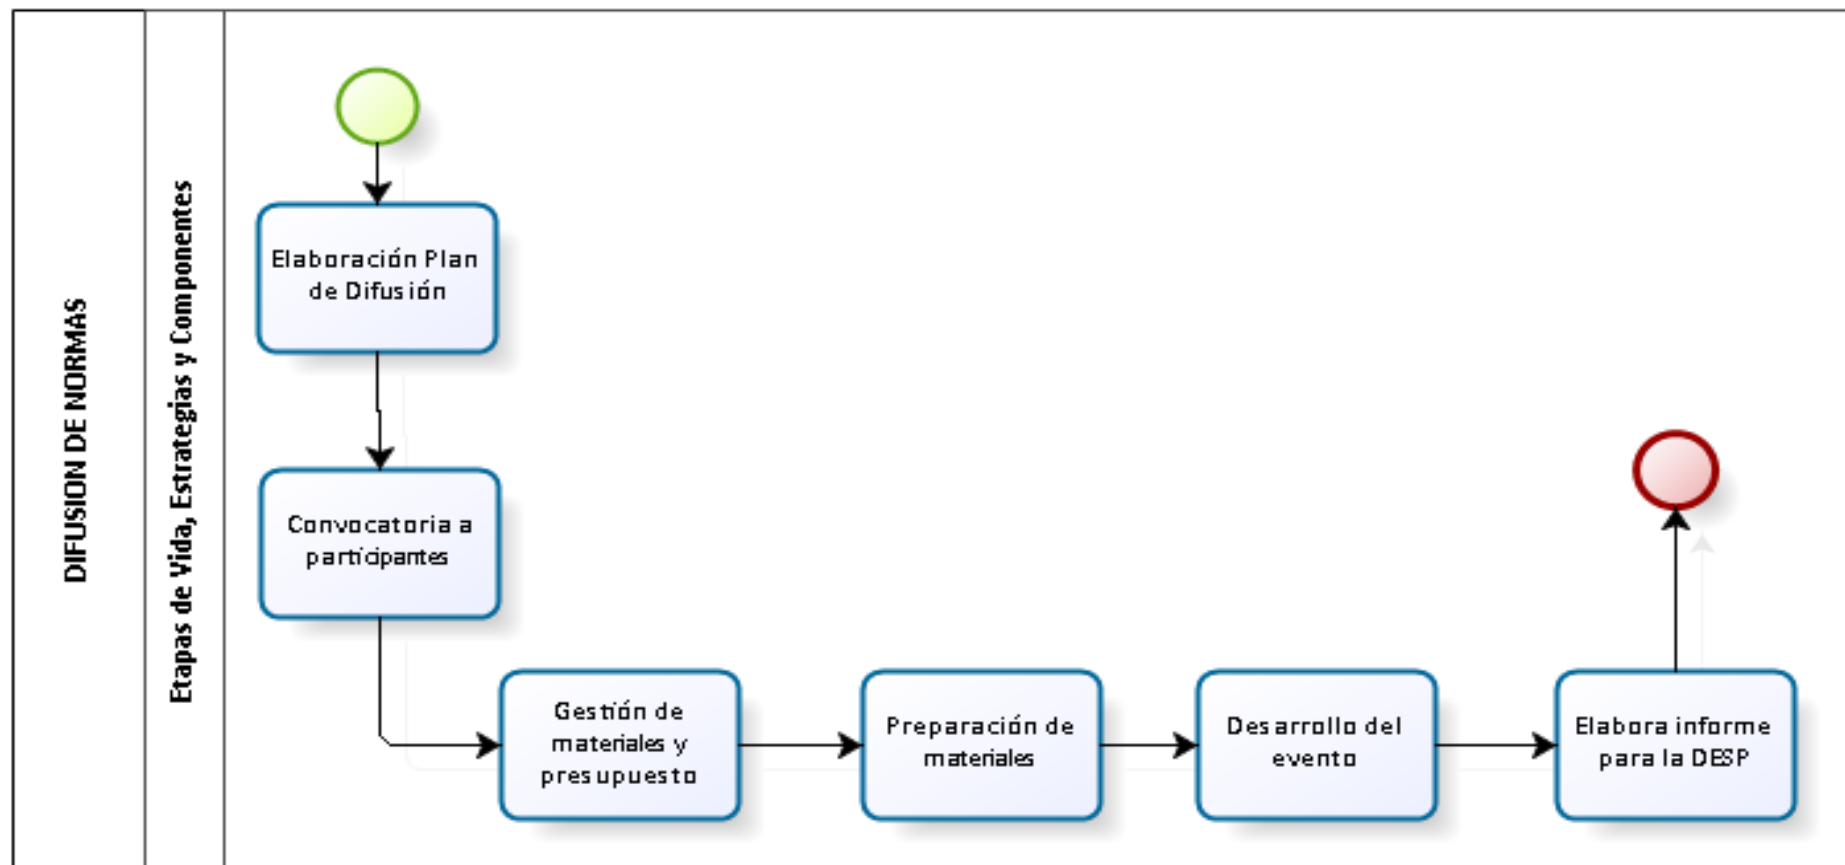 DIFUSION DE NORMAS
Etapas de Vida, Estrategias y Componentes
Elaboración Plan
de Difusión
Convocatoria a
participantes
Gestión de
materiales y
presupuesto
Preparación de
materiales
Desarrollo del
evento
Elabora informe
para la DESP